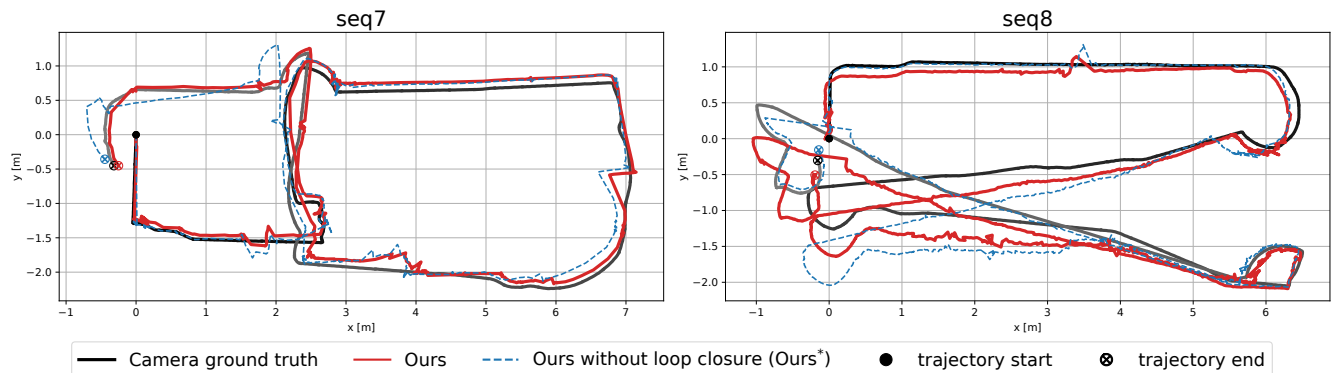 seq7
1.0
0.5
0.0
−0.5
−1.0
−1.5
−2.0
y [m]
−1 0 1 2 3 4 5 6 7
x [m]
seq8
1.0
0.5
0.0
−0.5
−1.0
−1.5
−2.0
y [m]
−1 0 1 2 3 4 5 6
x [m]
Camera ground truth Ours Ours without loop closure (Ours*) trajectory start trajectory end